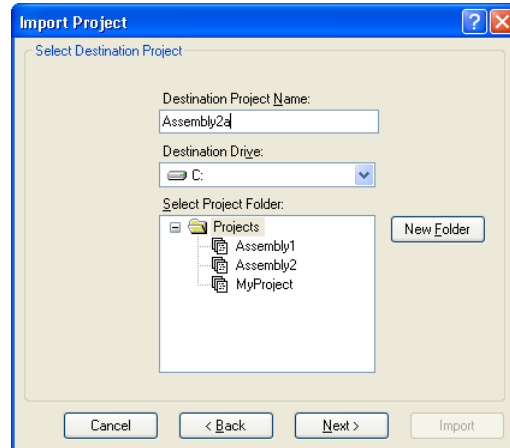 Import Project
Select Destination Project
Destination Project Name:
Assembly2a
Destination Drive:
C:
Select Project Folder:
Projects
New Folder
Assembly1
Assembly2
MyProject
Cancel
< Back
Next >
Import